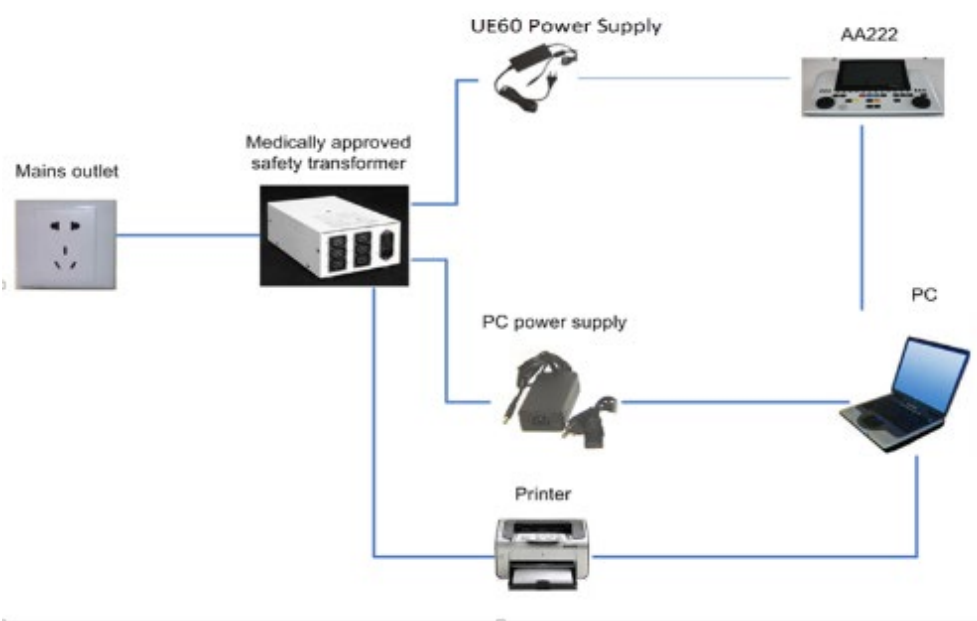 UE60 Power Supply
AA222
Medically approved
safety transformer
Mains outlet
PC
PC power supply
Printer